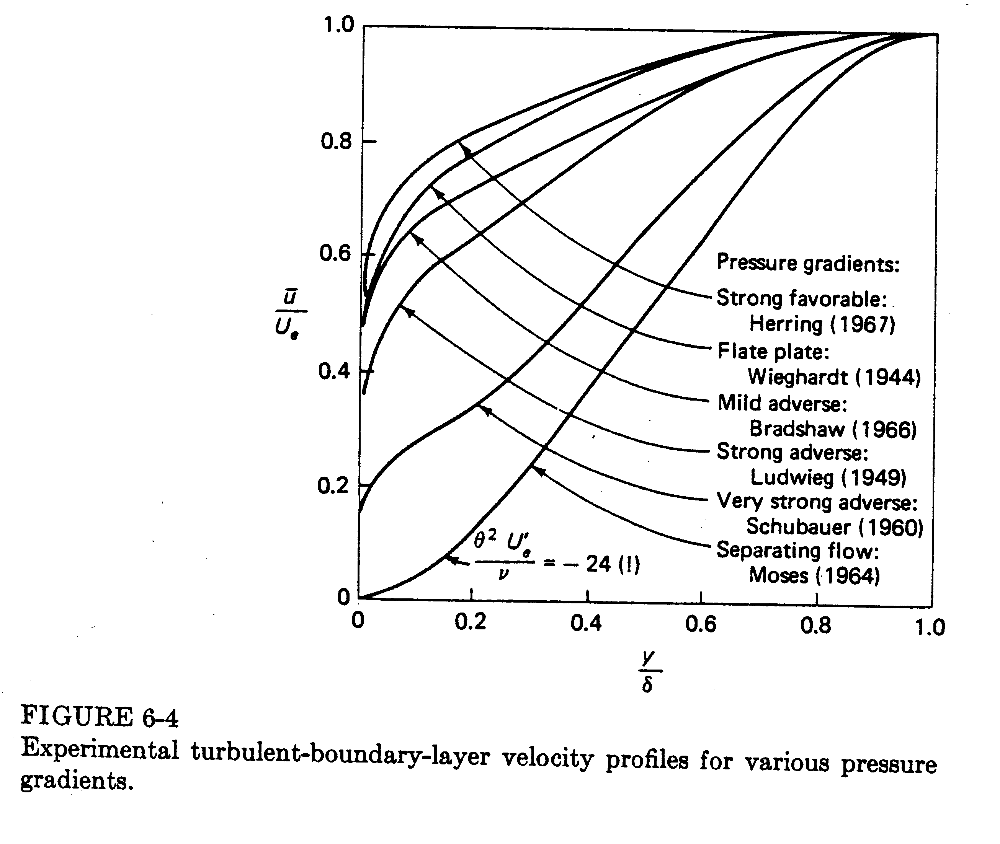 1.0
0.8
0.6
0.4
0.2
0
u̅
U_e
0 0.2 0.4 0.6 0.8 1.0
y
δ
Pressure gradients:
Strong favorable:
Herring (1967)
Flate plate:
Wieghardt (1944)
Mild adverse:
Bradshaw (1966)
Strong adverse:
Ludwieg (1949)
Very strong adverse:
Schubauer (1960)
Separating flow:
Moses (1964)
θ² U′_e
ν
= − 24 (!)
FIGURE 6-4
Experimental turbulent-boundary-layer velocity profiles for various pressure
gradients.